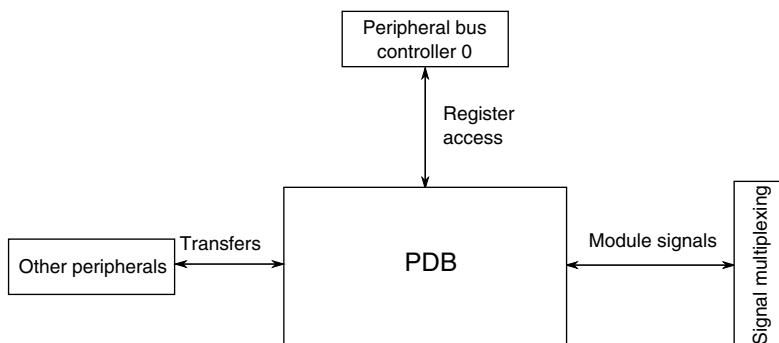 Peripheral bus
controller 0
Register
access
Transfers
Other peripherals
PDB
Module signals
Signal multiplexing